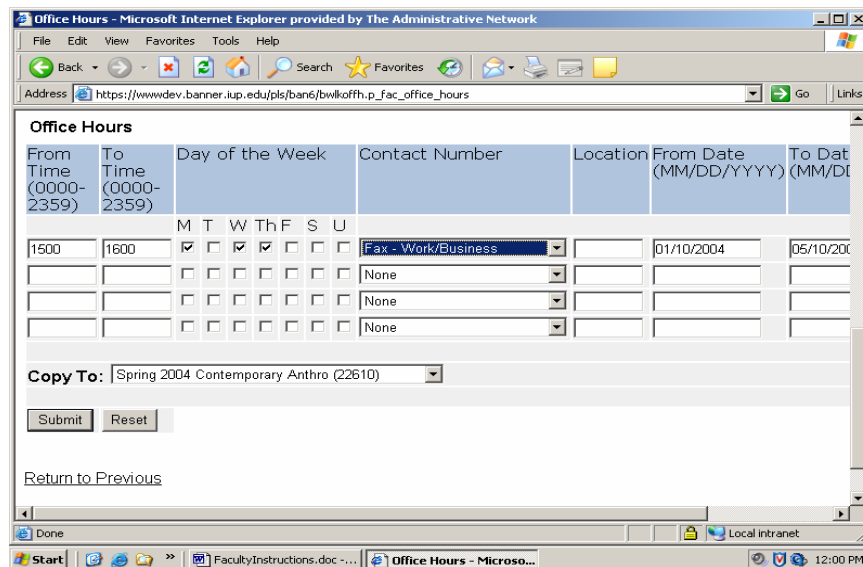 Office Hours - Microsoft Internet Explorer provided by The Administrative Network
File Edit View Favorites Tools Help
Back Search Favorites
Address https://wwwdev.banner.iup.edu/pls/ban6/bwlkoffh.p_fac_office_hours Go Links
Office Hours
From Time (0000-2359) To Time (0000-2359) Day of the Week Contact Number Location From Date (MM/DD/YYYY) To Dat (MM/DD
M T W Th F S U
1500 1600 Fax - Work/Business 01/10/2004 05/10/200
None
None
None
Copy To: Spring 2004 Contemporary Anthro (22610)
Submit Reset
Return to Previous
Done Local intranet
Start » FacultyInstructions.doc -... Office Hours - Microso... 12:00 PM